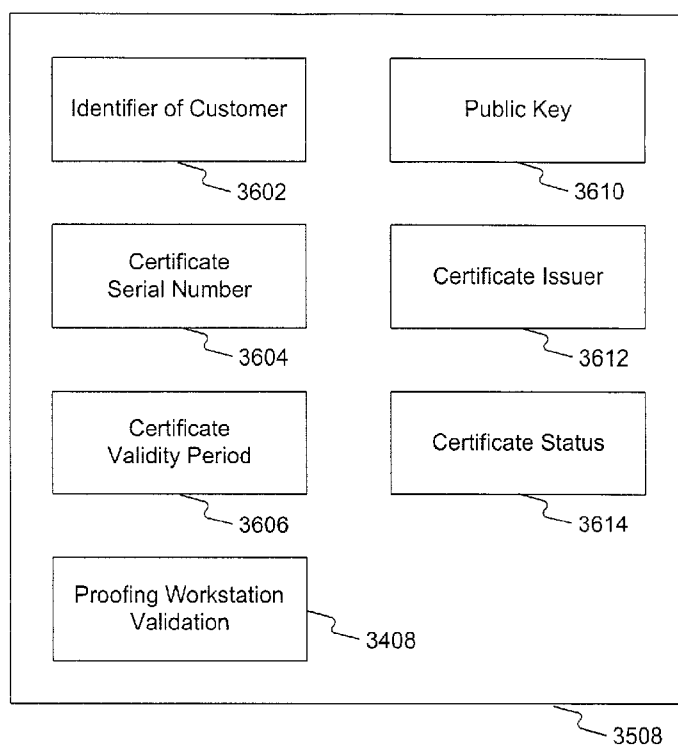 Identifier of Customer
3602
Public Key
3610
Certificate
Serial Number
3604
Certificate Issuer
3612
Certificate
Validity Period
3606
Certificate Status
3614
Proofing Workstation
Validation
3408
3508